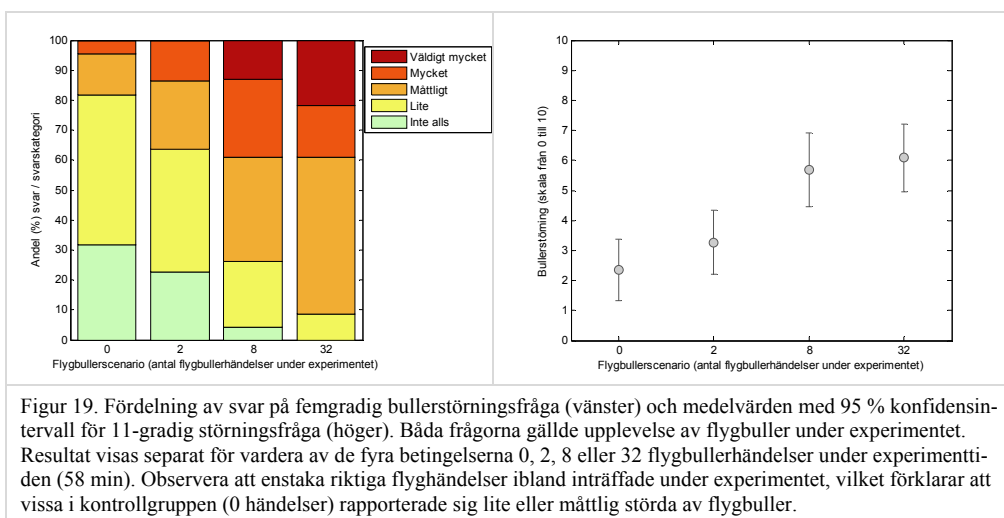 100
90
80
70
60
50
40
30
20
10
0
Andel (%) svar / svarskategori
0 2 8 32
Flygbullerscenario (antal flygbullerhändelser under experimentet)
Väldigt mycket
Mycket
Måttligt
Lite
Inte alls
10
9
8
7
6
5
4
3
2
1
0
Bullerstörning (skala från 0 till 10)
0 2 8 32
Flygbullerscenario (antal flygbullerhändelser under experimentet)
Figur 19. Fördelning av svar på femgradig bullerstörningsfråga (vänster) och medelvärden med 95 % konfidensin-
tervall för 11-gradig störningsfråga (höger). Båda frågorna gällde upplevelse av flygbuller under experimentet.
Resultat visas separat för vardera av de fyra betingelserna 0, 2, 8 eller 32 flygbullerhändelser under experimentti-
den (58 min). Observera att enstaka riktiga flyghändelser ibland inträffade under experimentet, vilket förklarar att
vissa i kontrollgruppen (0 händelser) rapporterade sig lite eller måttlig störda av flygbuller.